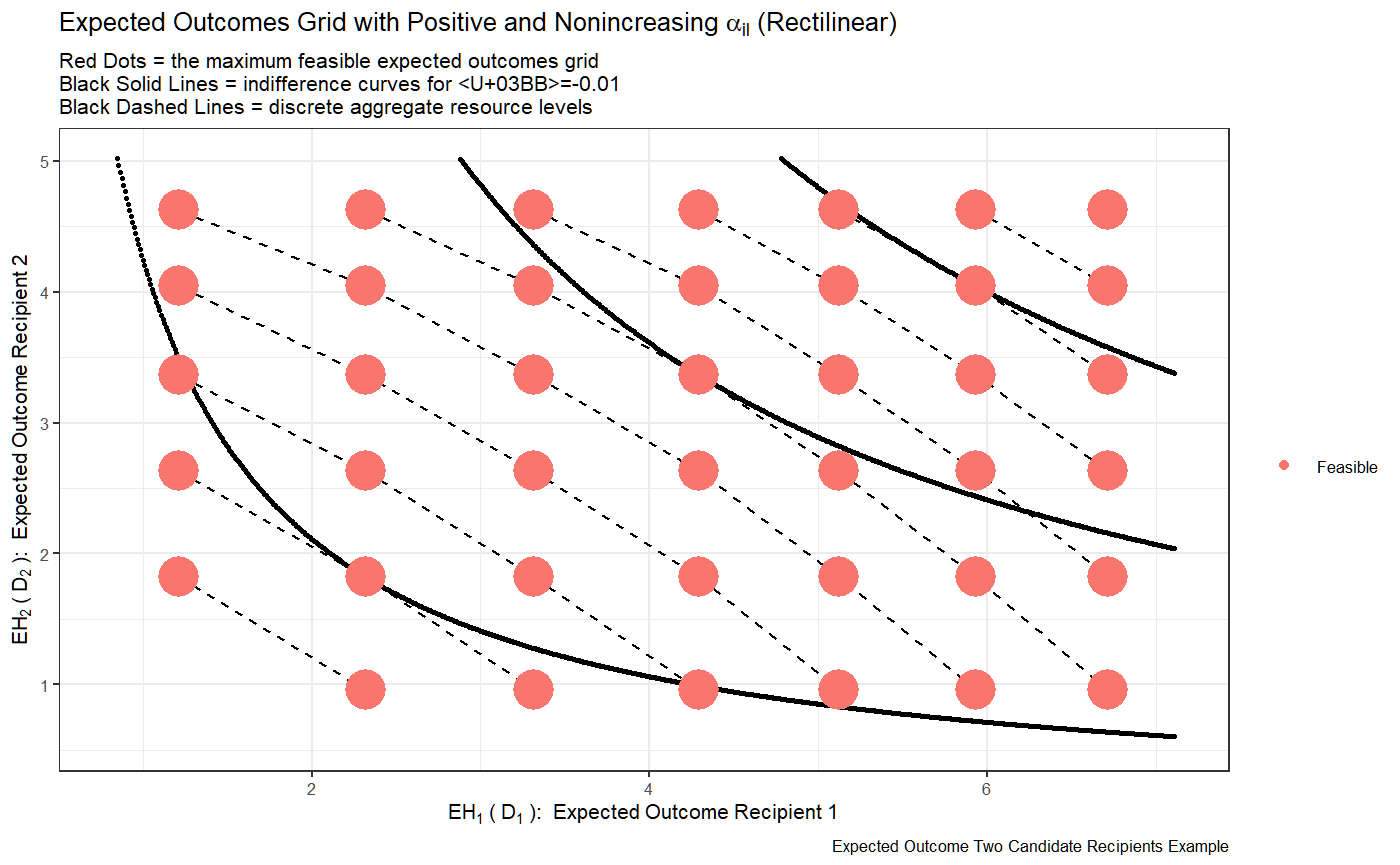 Expected Outcomes Grid with Positive and Nonincreasing αil (Rectilinear)
Red Dots = the maximum feasible expected outcomes grid
Black Solid Lines = indifference curves for <U+03BB>=-0.01
Black Dashed Lines = discrete aggregate resource levels
5
4
3
2
1
EH2 ( D2 ):  Expected Outcome Recipient 2
Feasible
2
4
6
EH1 ( D1 ):  Expected Outcome Recipient 1
Expected Outcome Two Candidate Recipients Example